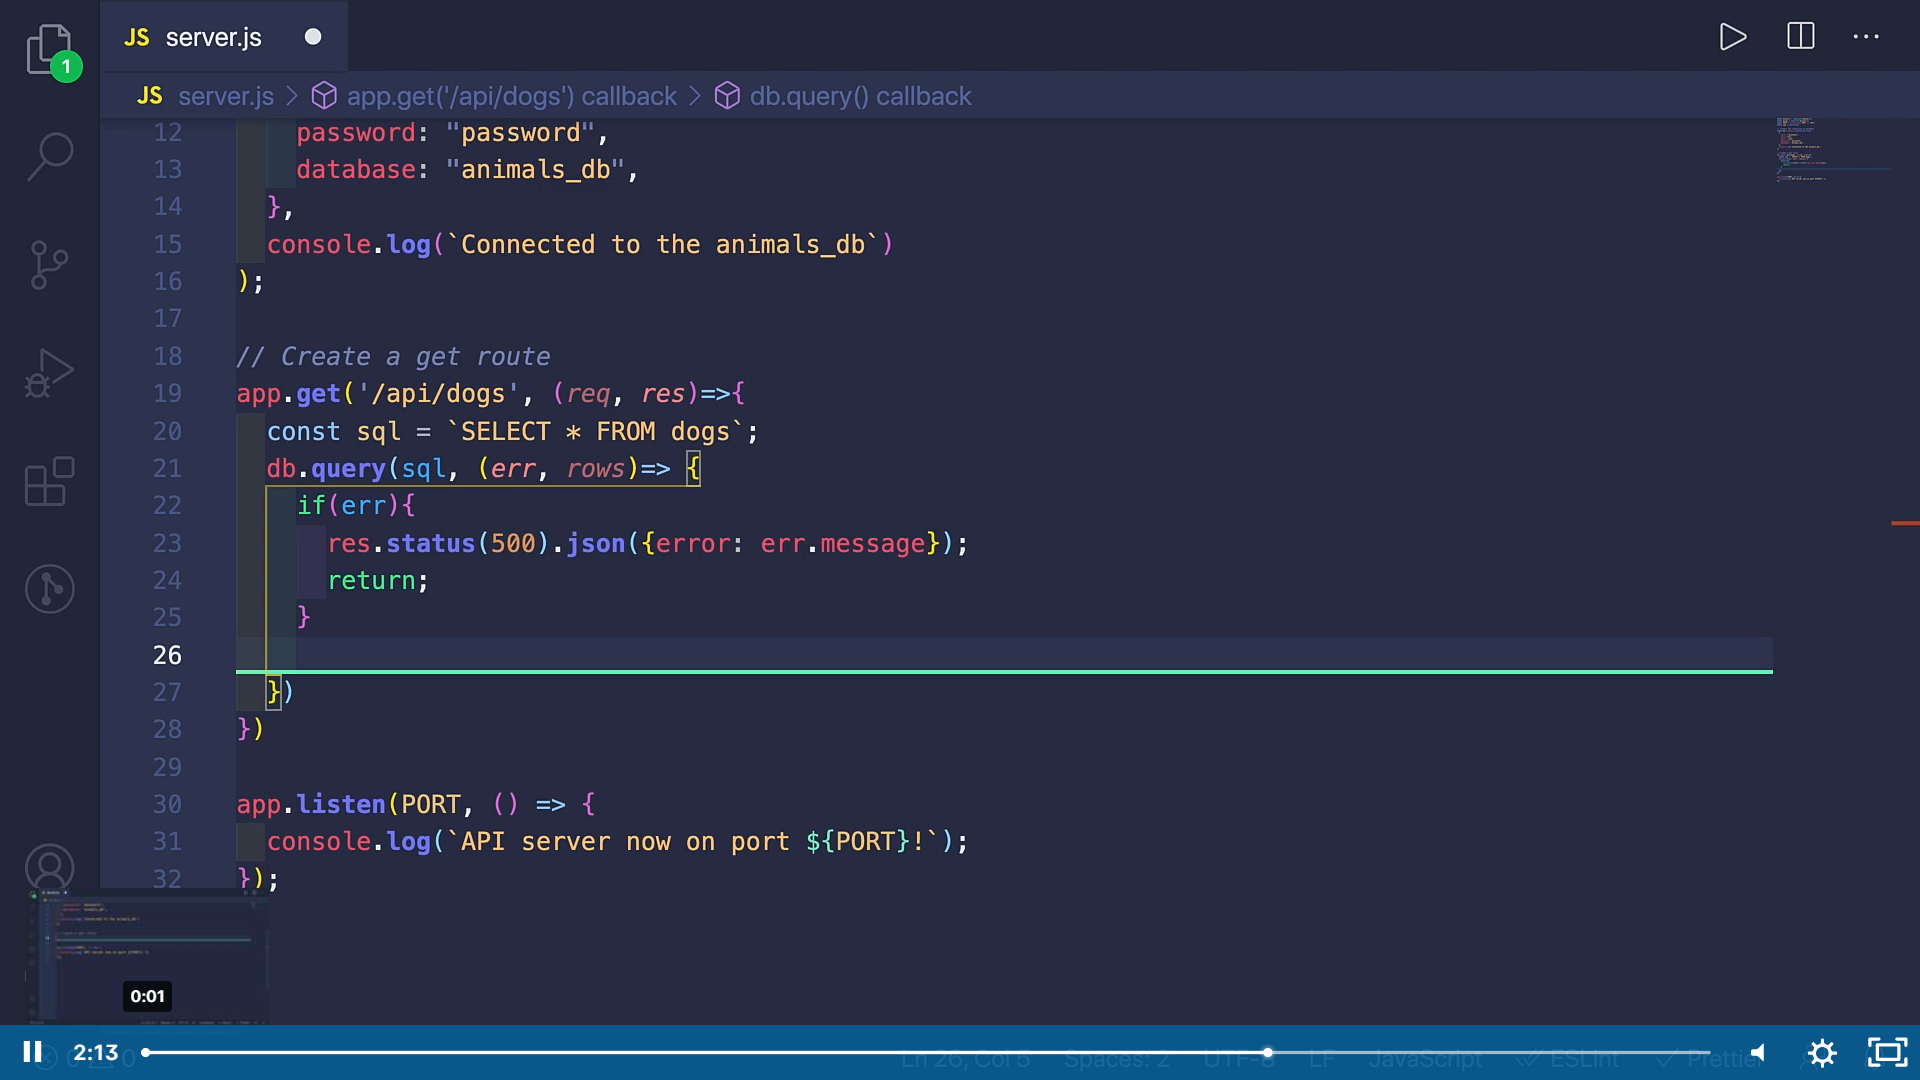 JS server.js
1
JS server.js > app.get('/api/dogs') callback > db.query() callback
12 password: "password",
13 database: "animals_db",
14 },
15 console.log(`Connected to the animals_db`)
16 );
17
18 // Create a get route
19 app.get('/api/dogs', (req, res)=>{
20 const sql = `SELECT * FROM dogs`;
21 db.query(sql, (err, rows)=> {
22 if(err){
23 res.status(500).json({error: err.message});
24 return;
25 }
26
27 })
28 })
29
30 app.listen(PORT, () => {
31 console.log(`API server now on port ${PORT}!`);
32 });
0:01
2:13 Ln 26, Col 5 Spaces: 2 UTF-8 LF JavaScript ESLint Prettier